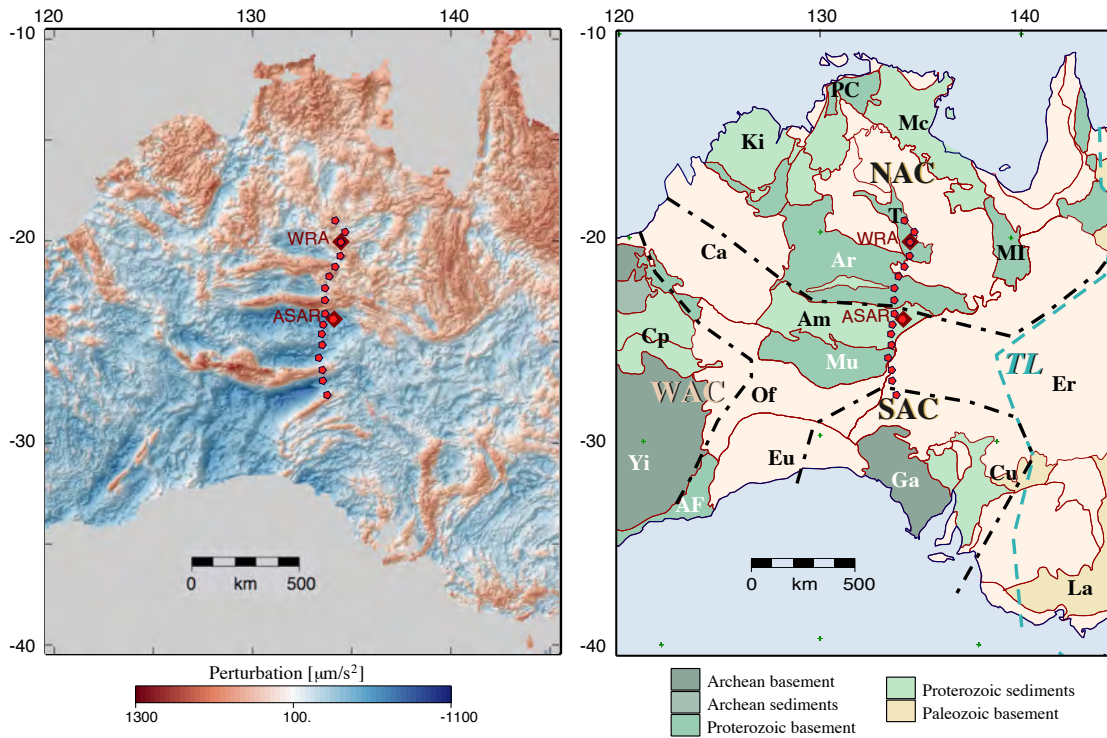 120 130 140
-10
-20
-30
-40
WRA
ASAR
0 km 500
Perturbation [μm/s²]
1300 100. -1100
120 130 140
-10
-20
-30
-40
PC
Mc
Ki
NAC
T
WRA
Ca
Ar
MI
Am
ASAR
Cp
Mu
TL
WAC
Of
Er
SAC
Yi
Eu
Ga
Cu
AF
La
0 km 500
Archean basement
Archean sediments
Proterozoic basement
Proterozoic sediments
Paleozoic basement